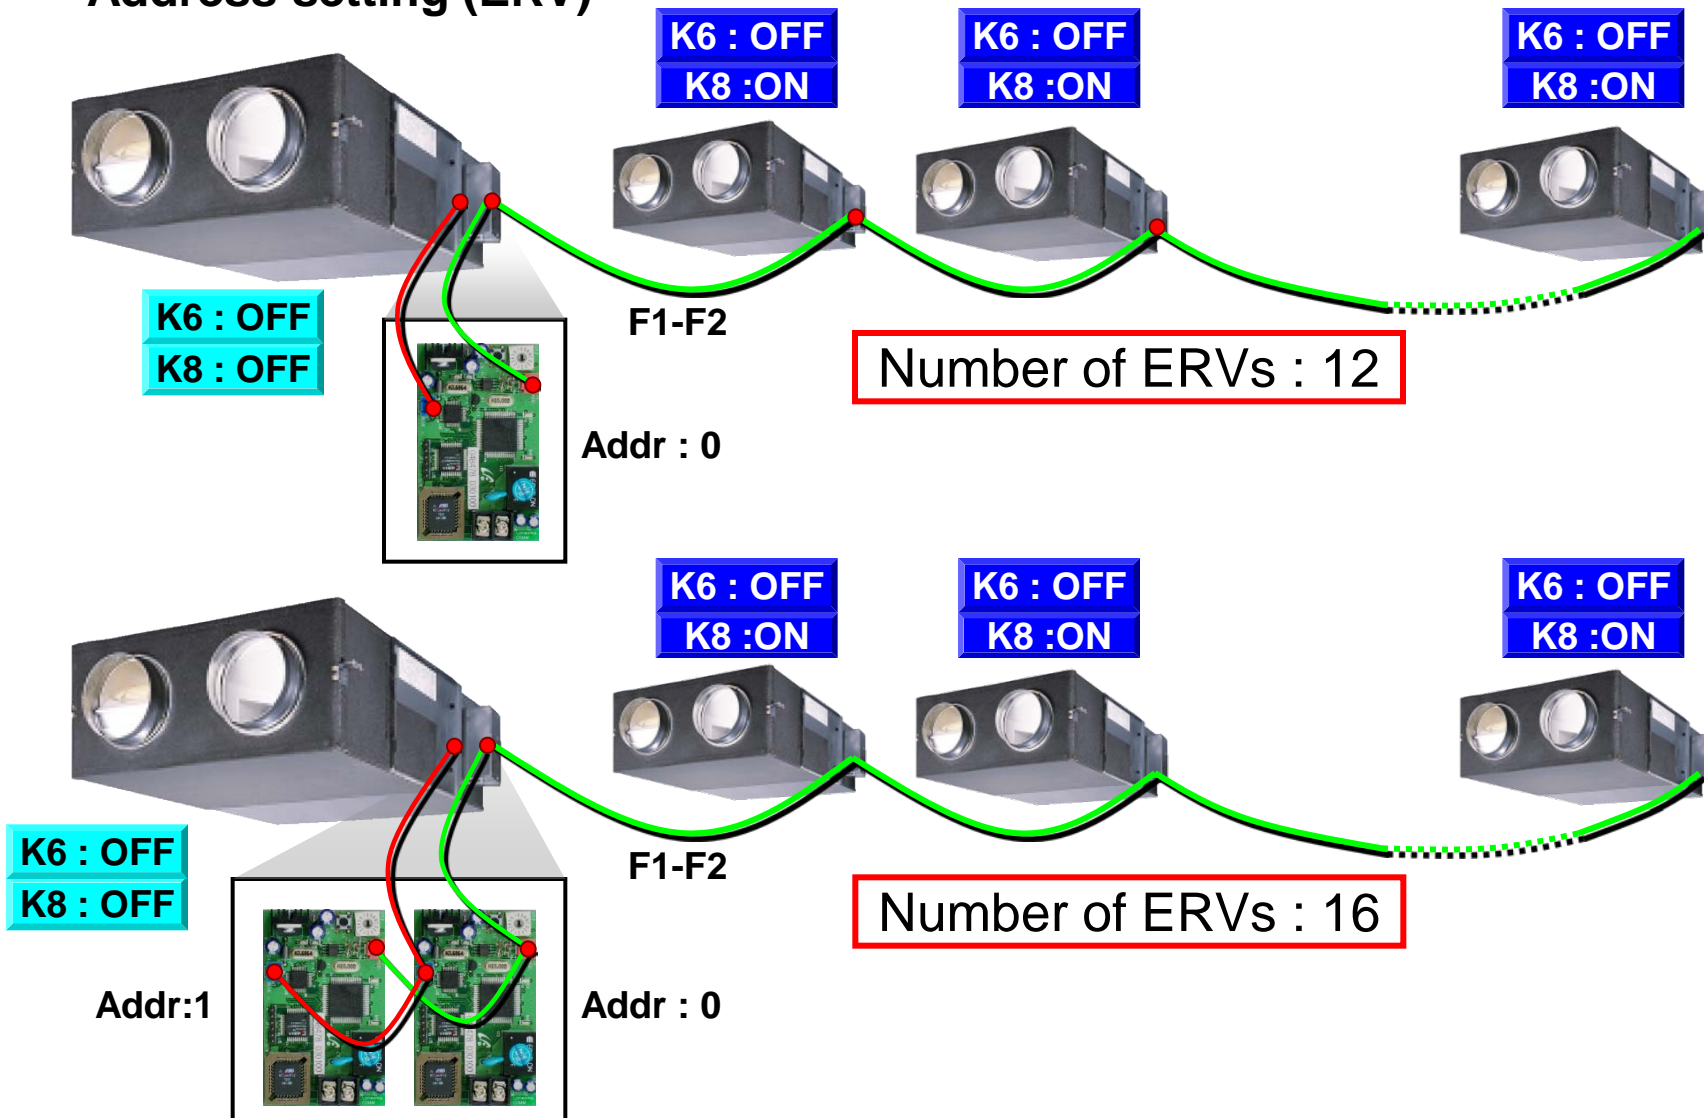 Address setting (ERV)
K6 : OFF
K8 :ON
K6 : OFF
K8 :ON
K6 : OFF
K8 :ON
K6 : OFF
K8 : OFF
F1-F2
Number of ERVs : 12
Addr : 0
K6 : OFF
K8 :ON
K6 : OFF
K8 :ON
K6 : OFF
K8 :ON
K6 : OFF
K8 : OFF
F1-F2
Number of ERVs : 16
Addr:1
Addr : 0